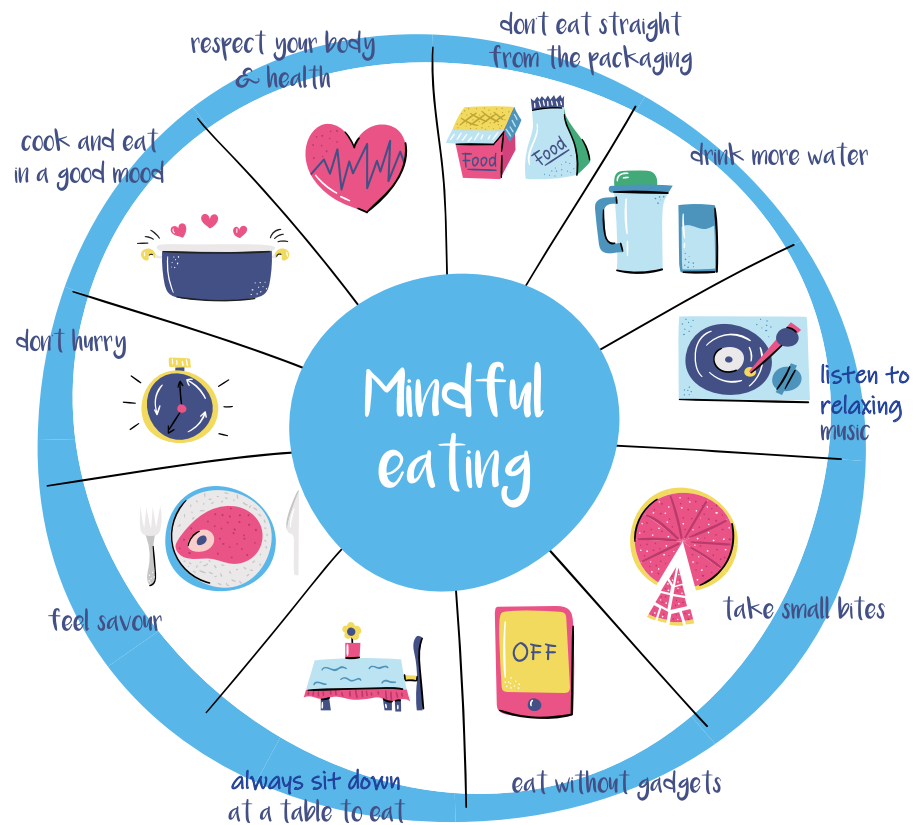 don't eat straight
from the packaging
respect your body
& health
Food
Food
drink more water
cook and eat
in a good mood
don't hurry
listen to
relaxing
music
Mindful
eating
take small bites
feel savour
OFF
always sit down
at a table to eat
eat without gadgets